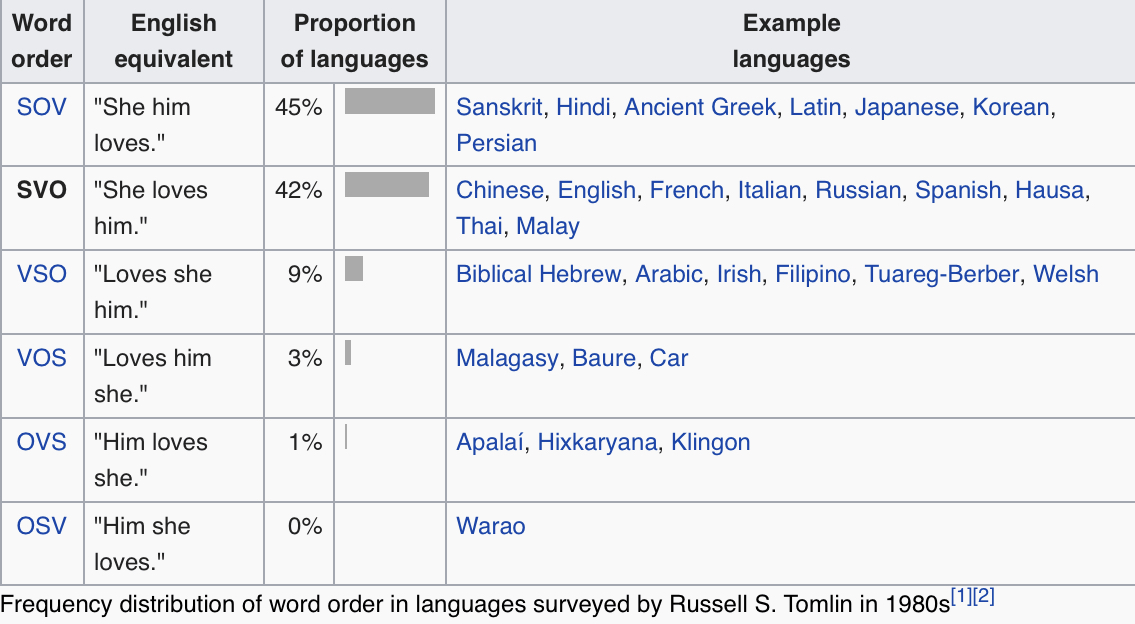 Word order
English equivalent
Proportion of languages
Example languages
SOV
"She him
loves."
45%
Sanskrit, Hindi, Ancient Greek, Latin, Japanese, Korean,
Persian
SVO
"She loves
him."
42%
Chinese, English, French, Italian, Russian, Spanish, Hausa,
Thai, Malay
VSO
"Loves she
him."
9%
Biblical Hebrew, Arabic, Irish, Filipino, Tuareg-Berber, Welsh
VOS
"Loves him
she."
3%
Malagasy, Baure, Car
OVS
"Him loves
she."
1%
Apalaí, Hixkaryana, Klingon
OSV
"Him she
loves."
0%
Warao
Frequency distribution of word order in languages surveyed by Russell S. Tomlin in 1980s[1][2]